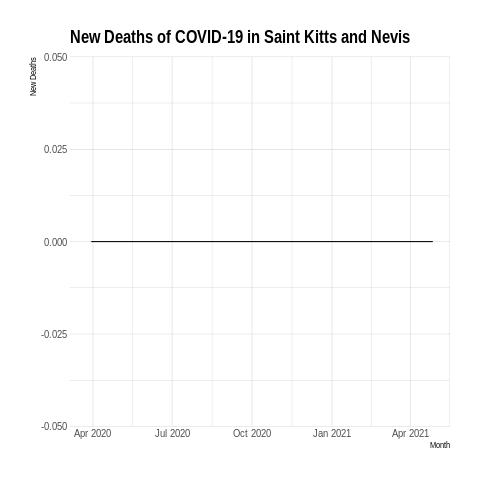 New Deaths of COVID-19 in Saint Kitts and Nevis
New Deaths
0.050
0.025
0.000
-0.025
-0.050
Apr 2020 Jul 2020 Oct 2020 Jan 2021 Apr 2021
Month